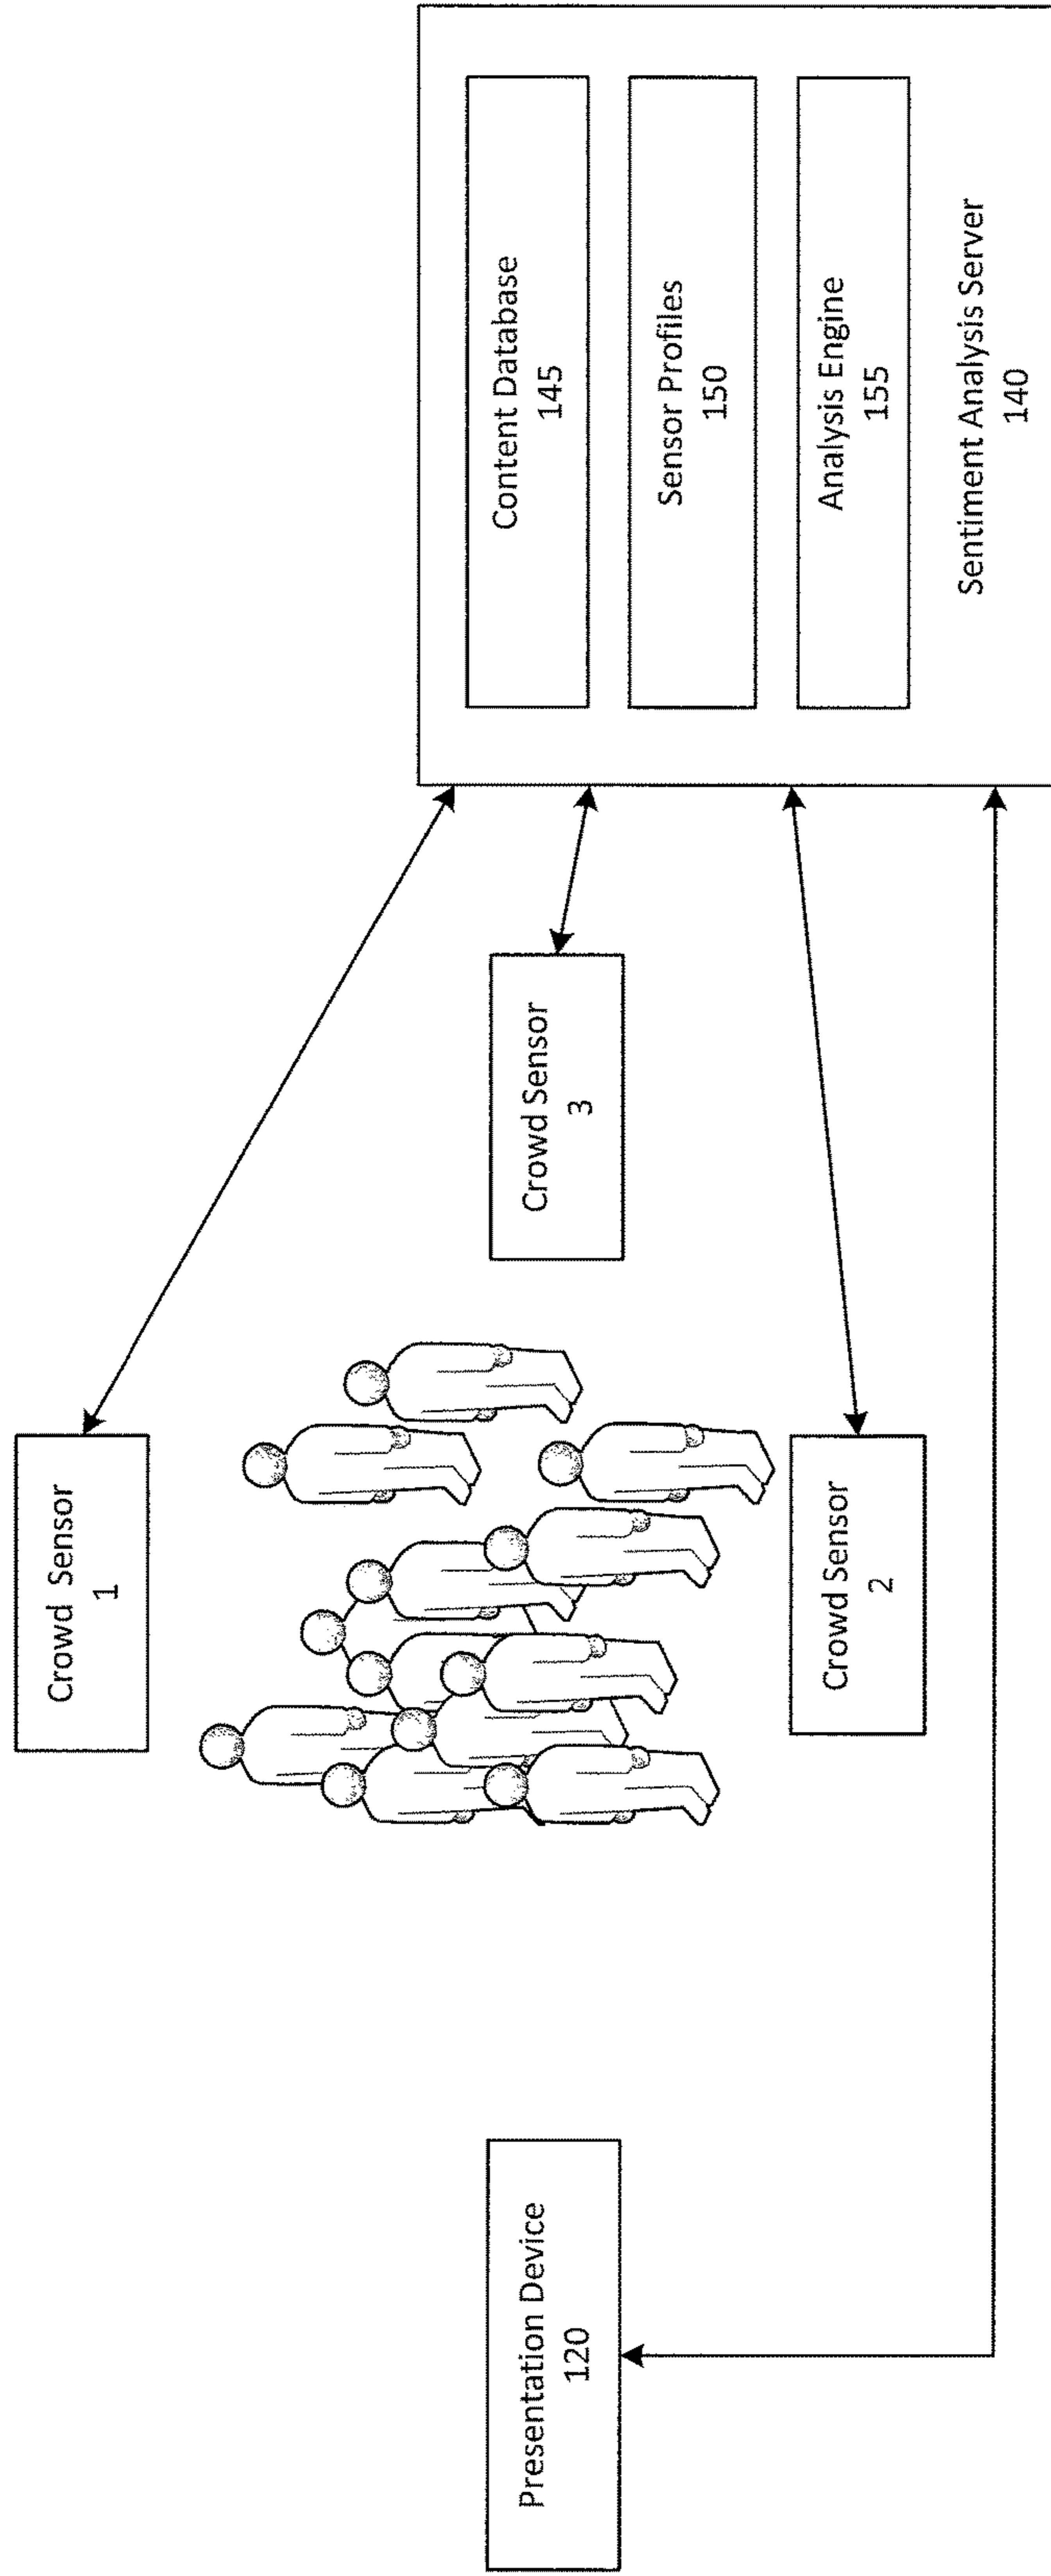 Crowd Sensor
1
Presentation Device
120
Crowd Sensor
3
Crowd Sensor
2
Content Database
145
Sensor Profiles
150
Analysis Engine
155
Sentiment Analysis Server
140